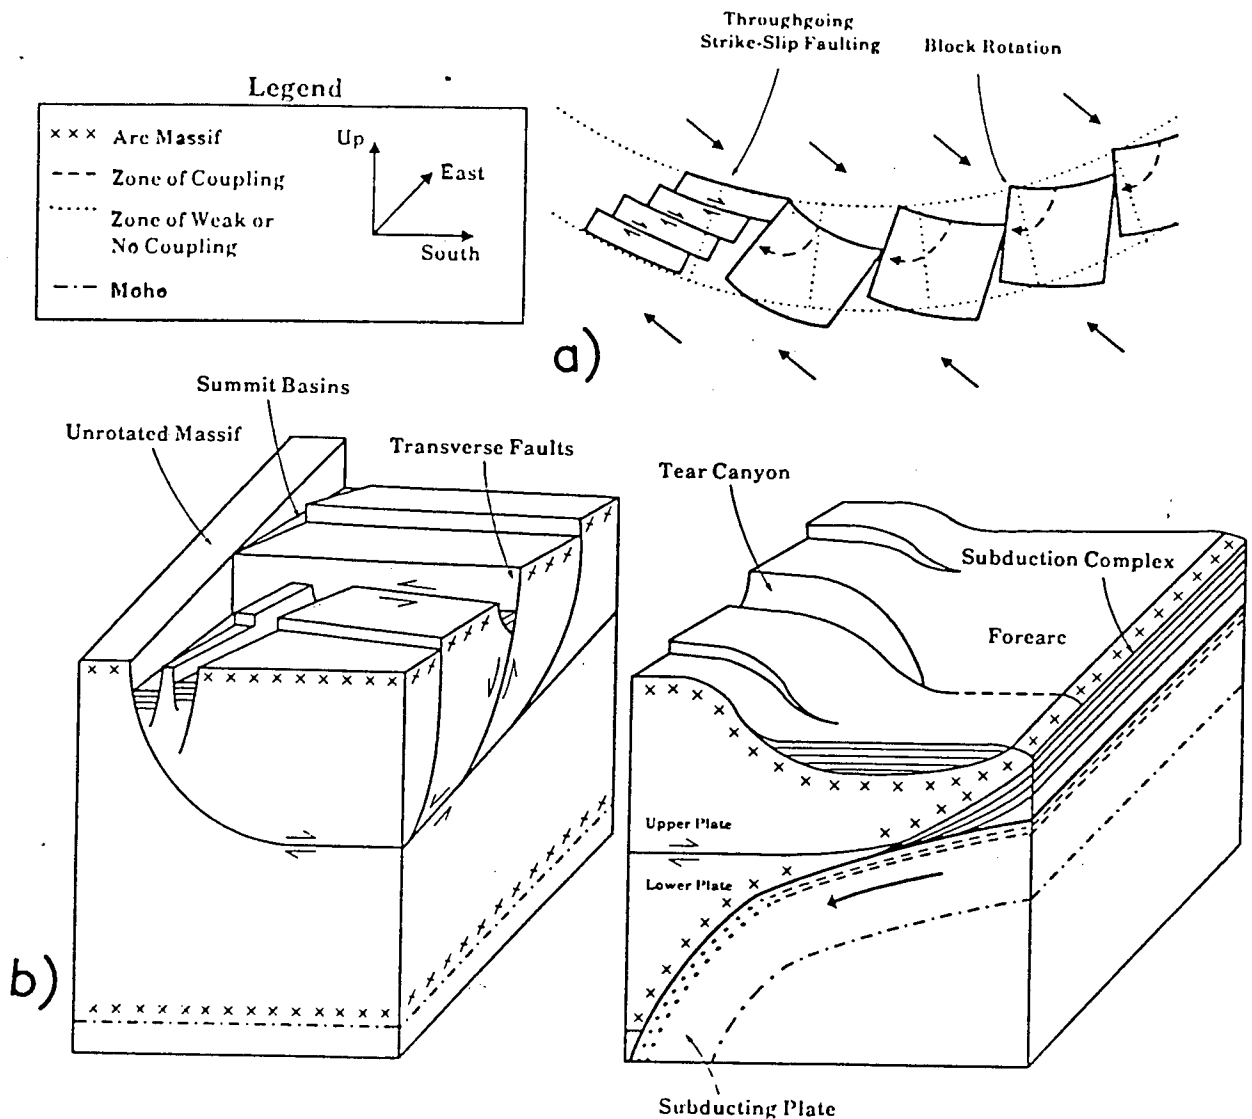 Throughgoing
Strike-Slip Faulting
Block Rotation
Legend
x x x Arc Massif
Zone of Coupling
Zone of Weak or
No Coupling
Moho
Up
East
South
a)
Summit Basins
Unrotated Massif
Transverse Faults
Tear Canyon
Subduction Complex
Forearc
Upper Plate
Lower Plate
b)
Subducting Plate